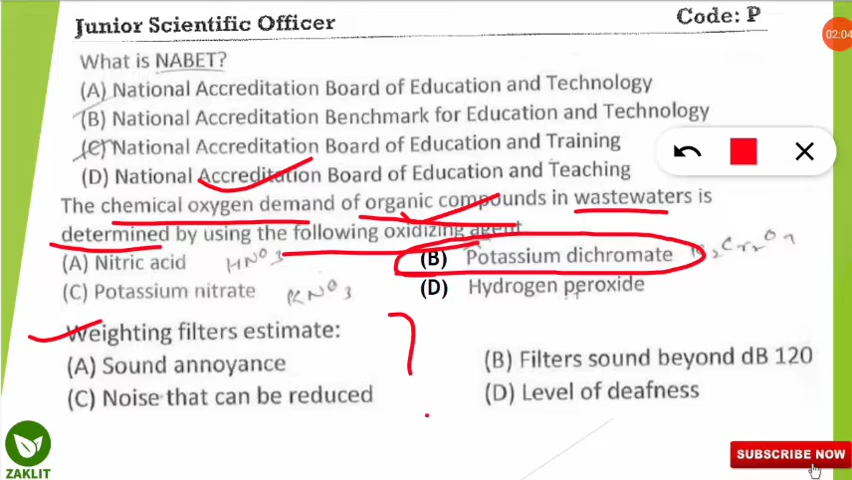 Junior Scientific Officer
Code: P
02:04
What is NABET?
(A) National Accreditation Board of Education and Technology
(B) National Accreditation Benchmark for Education and Technology
(C) National Accreditation Board of Education and Training
(D) National Accreditation Board of Education and Teaching
The chemical oxygen demand of organic compounds in wastewaters is
determined by using the following oxidizing agent
(A) Nitric acid HNO3 (B) Potassium dichromate
(C) Potassium nitrate KNO3 (D) Hydrogen peroxide
Weighting filters estimate:
(A) Sound annoyance (B) Filters sound beyond dB 120
(C) Noise that can be reduced (D) Level of deafness
ZAKLIT
SUBSCRIBE NOW